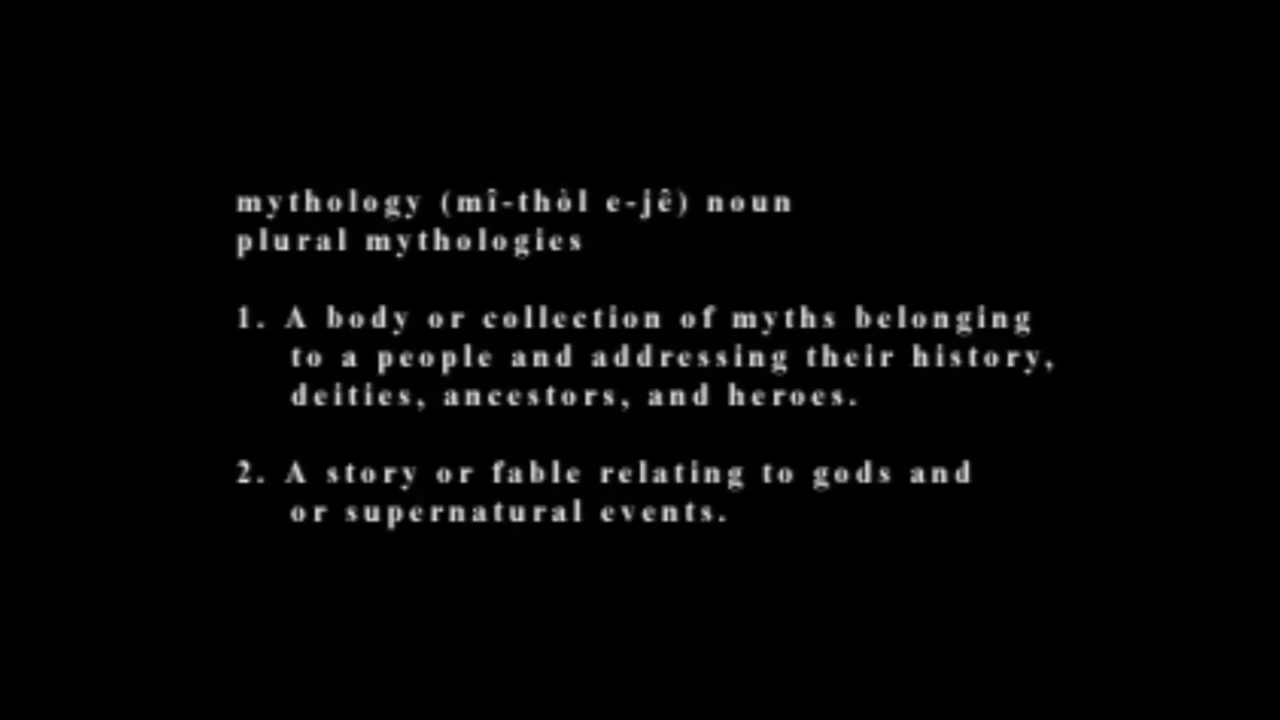 mythology (mî-thòl e-jê) noun
plural mythologies
1. A body or collection of myths belonging
to a people and addressing their history,
deities, ancestors, and heroes.
2. A story or fable relating to gods and
or supernatural events.